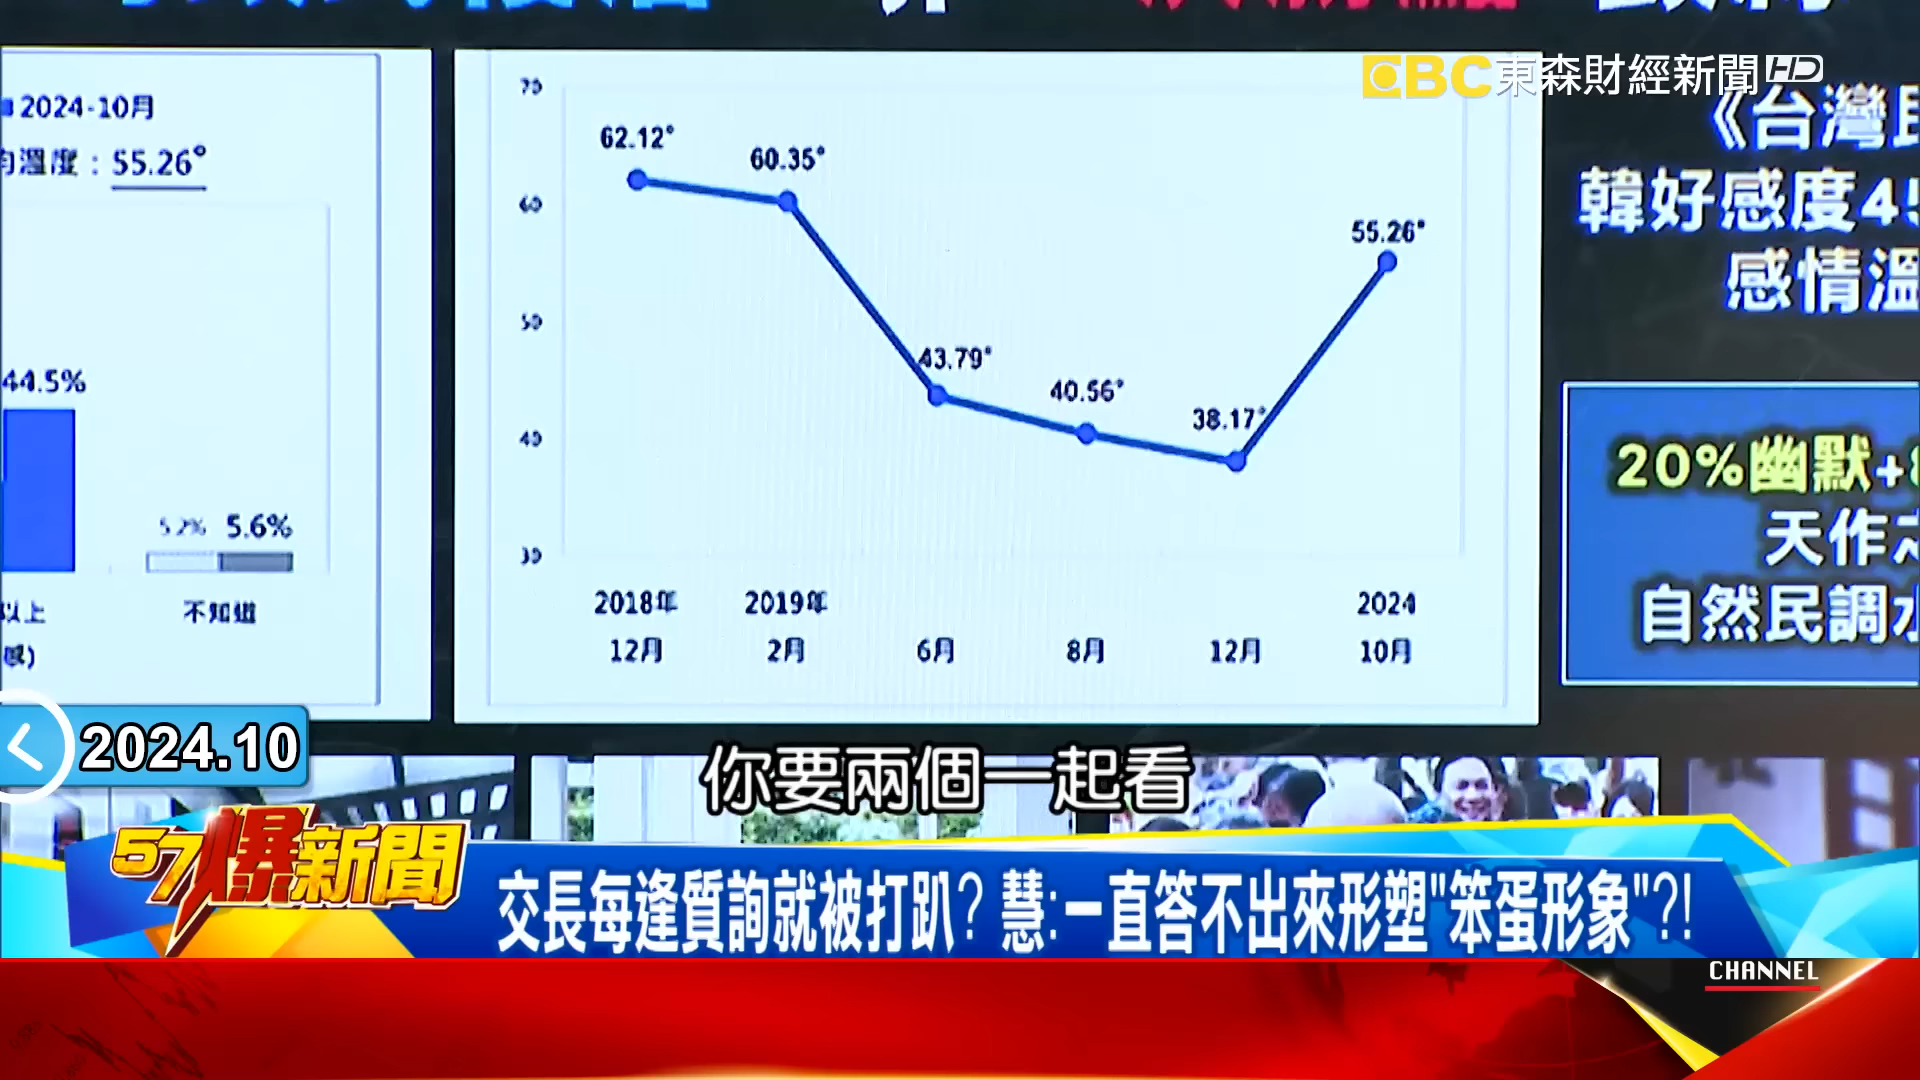 EBC 東森財經新聞 HD
2024-10月
溫度：55.26°
44.5%
5.2% 5.6%
以上
不知道
感)
70
60
50
40
30
62.12°
60.35°
43.79°
40.56°
38.17°
55.26°
2018年 2019年 2024
12月 2月 6月 8月 12月 10月
《台灣
韓好感度4
感情溫
20%幽默+
天作
自然民調
2024.10
你要兩個一起看
57爆新聞
交長每逢質詢就被打趴? 慧:一直答不出來形塑"笨蛋形象"?!
CHANNEL